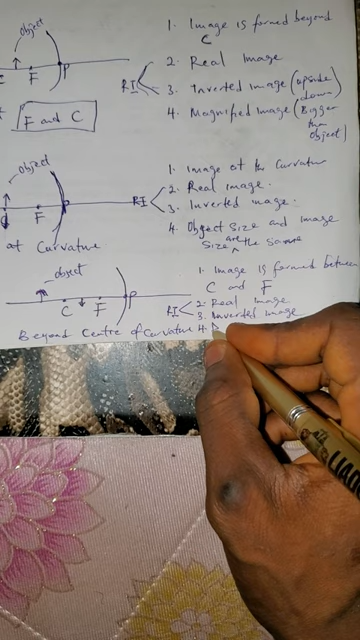 object
F
P
F and C
1. Image is formed beyond
C
2. Real Image
RI
3. Inverted image (upside
down)
4. Magnified image (Bigger
than
object)
object
C
F
P
at Curvature
1. Image at the Curvature
RI
2. Real image.
3. Inverted image.
4. Object size and image
size are the same
object
C
F
P
Beyond Centre of Curvature
1. Image is formed between
C and F
RI
2. Real image
3. Inverted image
4.